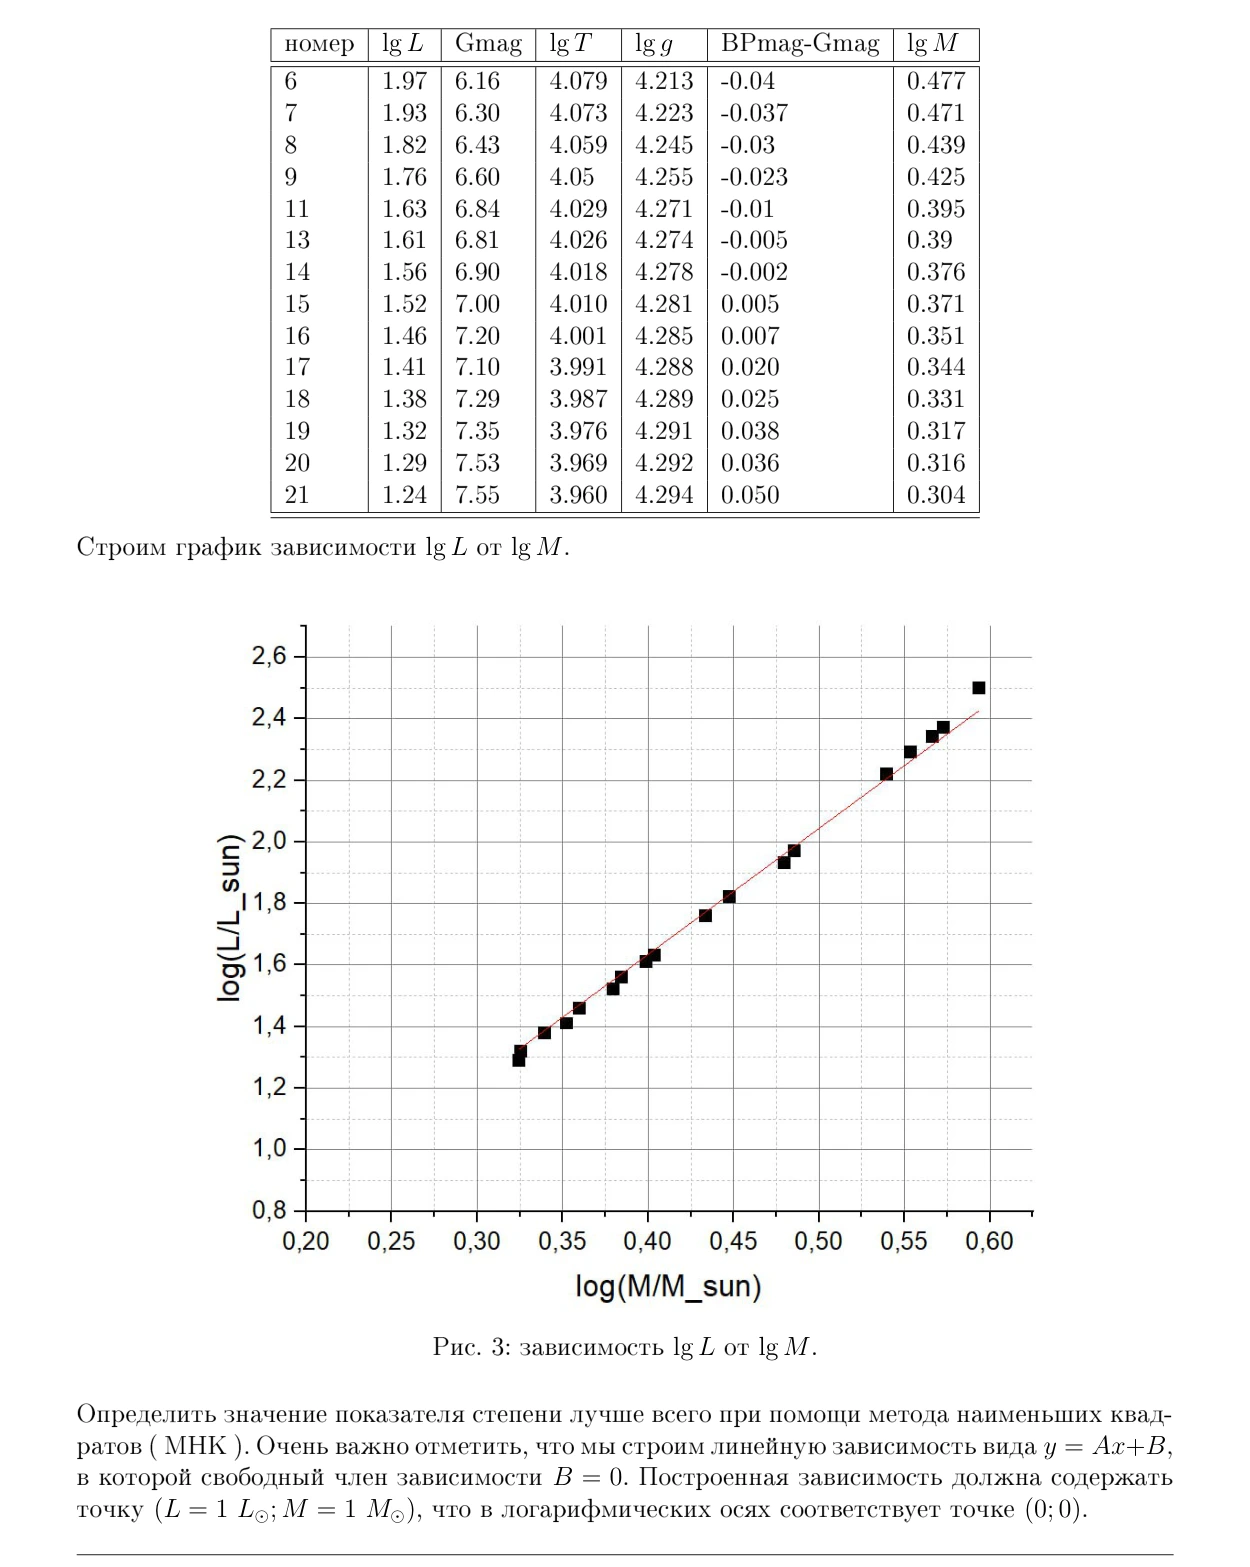 номер lg L Gmag lg T lg g BPmag-Gmag lg M
6 1.97 6.16 4.079 4.213 -0.04 0.477
7 1.93 6.30 4.073 4.223 -0.037 0.471
8 1.82 6.43 4.059 4.245 -0.03 0.439
9 1.76 6.60 4.05 4.255 -0.023 0.425
11 1.63 6.84 4.029 4.271 -0.01 0.395
13 1.61 6.81 4.026 4.274 -0.005 0.39
14 1.56 6.90 4.018 4.278 -0.002 0.376
15 1.52 7.00 4.010 4.281 0.005 0.371
16 1.46 7.20 4.001 4.285 0.007 0.351
17 1.41 7.10 3.991 4.288 0.020 0.344
18 1.38 7.29 3.987 4.289 0.025 0.331
19 1.32 7.35 3.976 4.291 0.038 0.317
20 1.29 7.53 3.969 4.292 0.036 0.316
21 1.24 7.55 3.960 4.294 0.050 0.304
Строим график зависимости lg L от lg M.
2,6
2,4
2,2
2,0
1,8
1,6
1,4
1,2
1,0
0,8
log(L/L_sun)
0,20 0,25 0,30 0,35 0,40 0,45 0,50 0,55 0,60
log(M/M_sun)
Рис. 3: зависимость lg L от lg M.
Определить значение показателя степени лучше всего при помощи метода наименьших квад-
ратов ( МНК ). Очень важно отметить, что мы строим линейную зависимость вида y = Ax+B,
в которой свободный член зависимости B = 0. Построенная зависимость должна содержать
точку (L = 1 L⊙; M = 1 M⊙), что в логарифмических осях соответствует точке (0; 0).